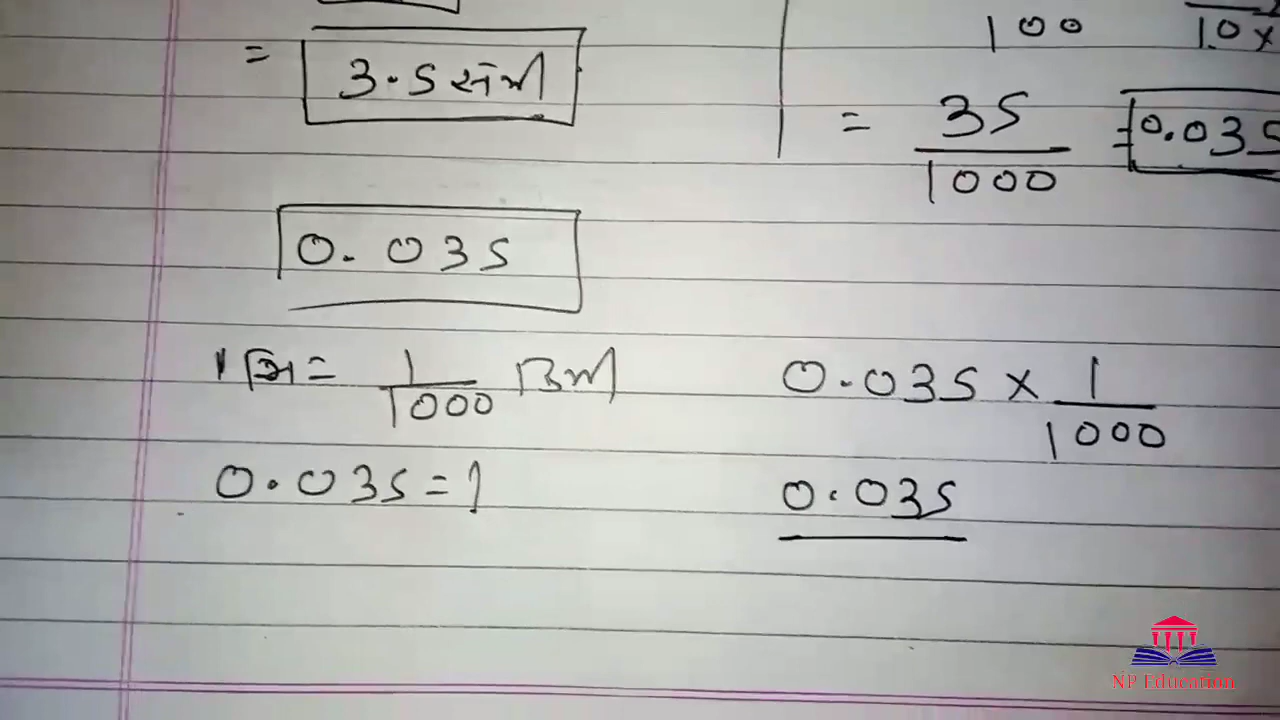 = 3.5 સેમી
100 10x
= 35/1000 = 0.035
0.035
1 મિ = 1/1000 કિમી
0.035 = ?
0.035 x 1/1000
0.035
NP Education